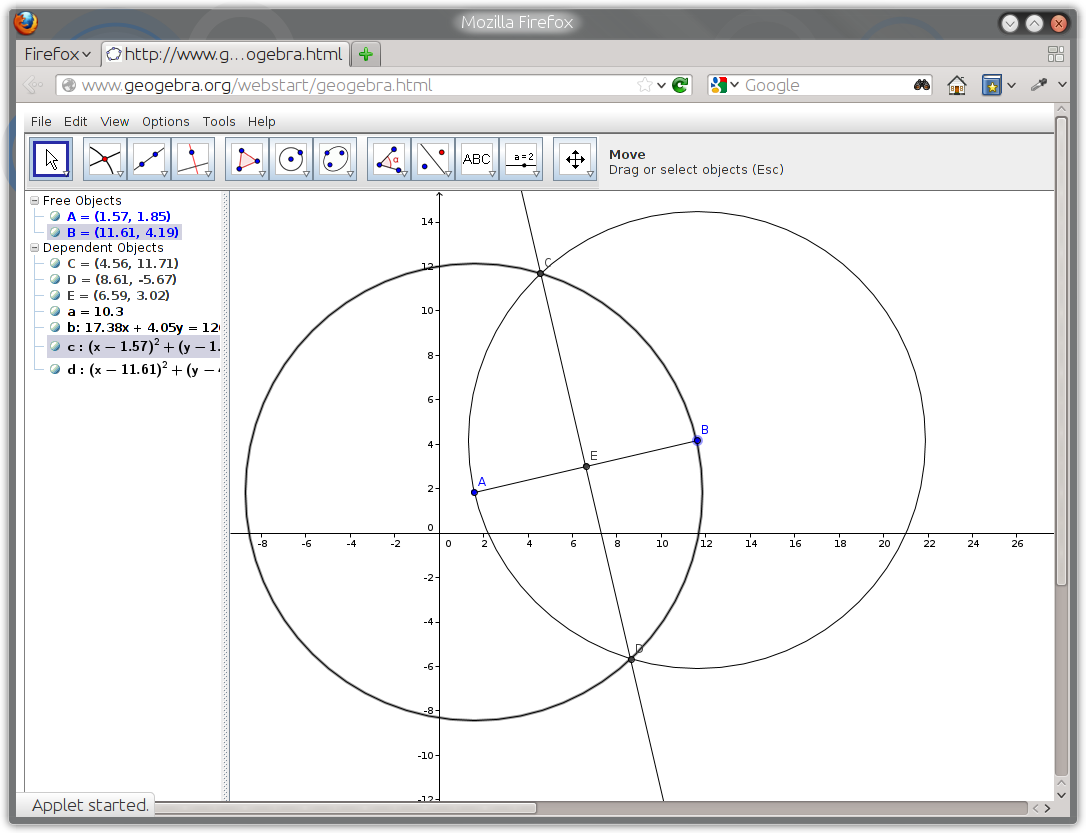 Mozilla Firefox
Firefox
http://www.g...ogebra.html
www.geogebra.org/webstart/geogebra.html
Google
File Edit View Options Tools Help
α
ABC
a = 2
Move
Drag or select objects (Esc)
Free Objects
A = (1.57, 1.85)
B = (11.61, 4.19)
Dependent Objects
C = (4.56, 11.71)
D = (8.61, -5.67)
E = (6.59, 3.02)
a = 10.3
b: 17.38x + 4.05y = 12
c : (x − 1.57)² + (y − 1.
d : (x − 11.61)² + (y −
14
12
10
8
6
4
2
0
-2
-4
-6
-8
-10
-12
-8 -6 -4 -2 0 2 4 6 8 10 12 14 16 18 20 22 24 26
C
B
E
A
D
Applet started.